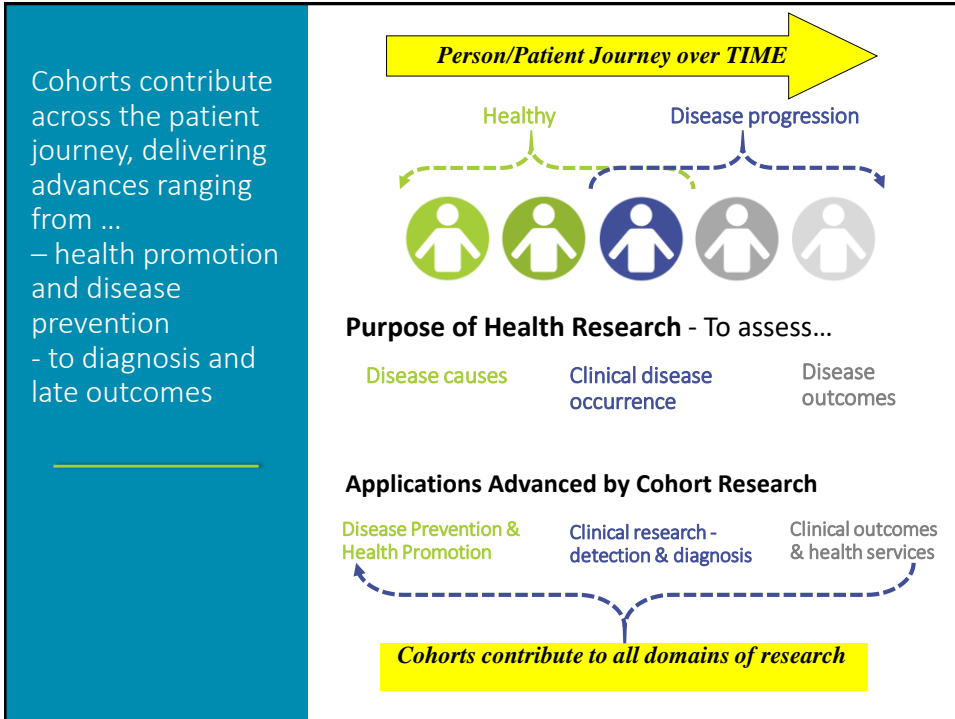 Cohorts contribute
across the patient
journey, delivering
advances ranging
from …
– health promotion
and disease
prevention
- to diagnosis and
late outcomes
Person/Patient Journey over TIME
Healthy
Disease progression
Purpose of Health Research - To assess…
Disease causes
Clinical disease
occurrence
Disease
outcomes
Applications Advanced by Cohort Research
Disease Prevention &
Health Promotion
Clinical research -
detection & diagnosis
Clinical outcomes
& health services
Cohorts contribute to all domains of research